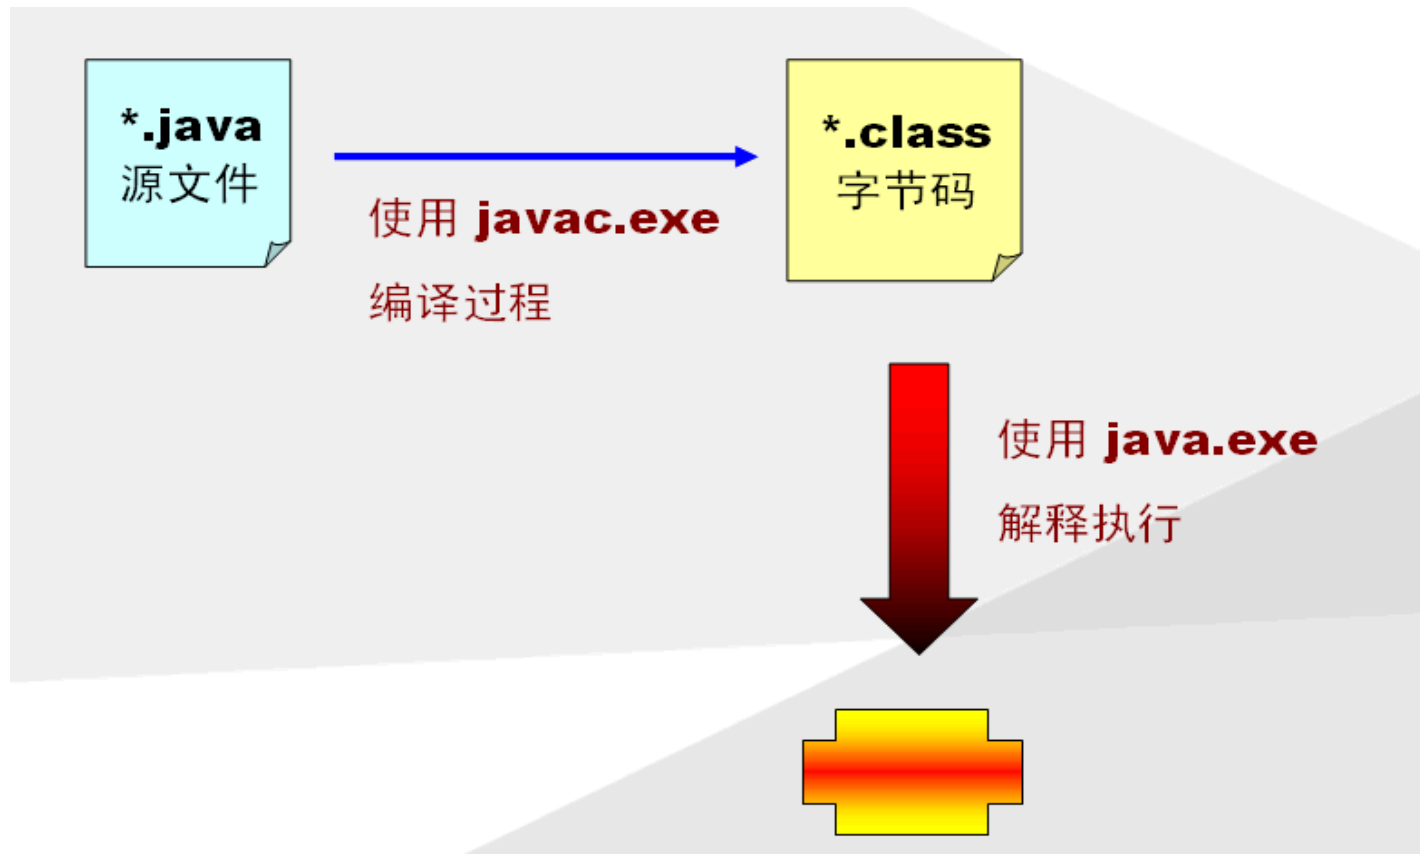 *.java
源文件
使用 javac.exe
编译过程
*.class
字节码
使用 java.exe
解释执行